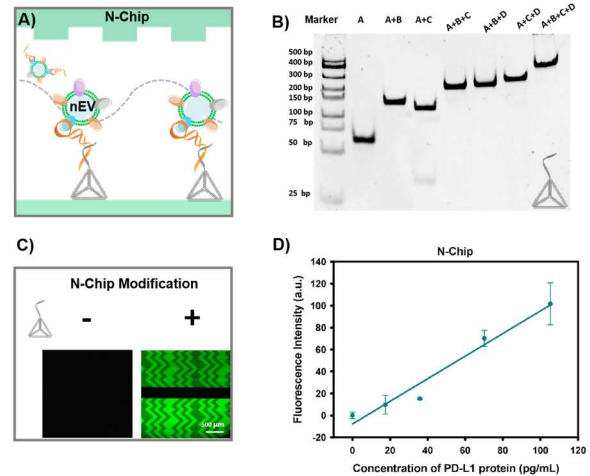 A)
N-Chip
nEV
B)
Marker A A+B A+C A+B+C A+B+D A+C+D A+B+C+D
500 bp
400 bp
300 bp
200 bp
150 bp
100 bp
75 bp
50 bp
25 bp
C)
N-Chip Modification
- +
500 μm
D)
N-Chip
Fluorescence Intensity (a.u.)
140
120
100
80
60
40
20
0
-20
0 20 40 60 80 100 120
Concentration of PD-L1 protein (pg/mL)